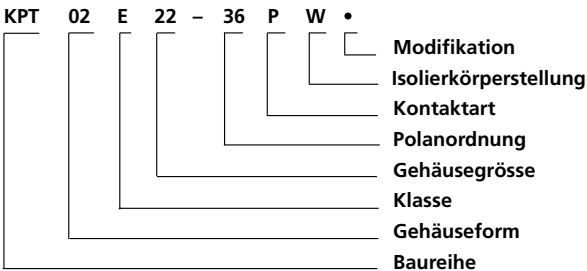 KPT 02 E 22 – 36 P W •
Modifikation
Isolierkörperstellung
Kontaktart
Polanordnung
Gehäusegrösse
Klasse
Gehäuseform
Baureihe